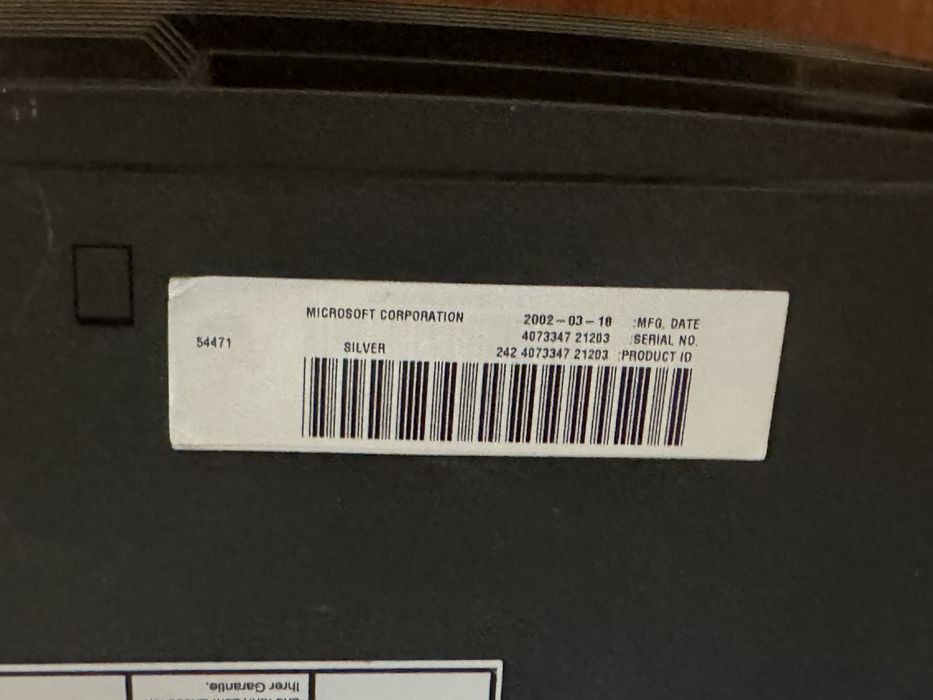 MICROSOFT CORPORATION
54471
SILVER
2002-03-18 :MFG. DATE
4073347 21203 :SERIAL NO.
242 4073347 21203 :PRODUCT ID
Ihrer Garantie.